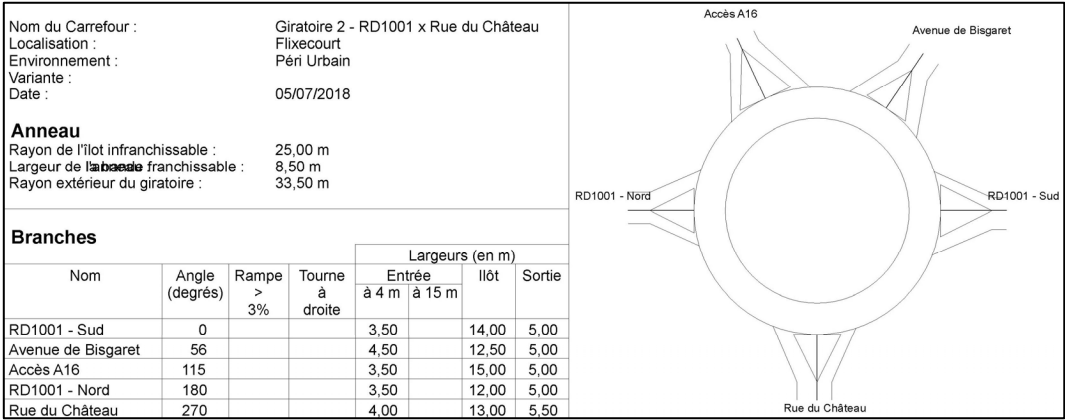 Nom du Carrefour : Giratoire 2 - RD1001 x Rue du Château
Localisation : Flixecourt
Environnement : Péri Urbain
Variante :
Date : 05/07/2018
Anneau
Rayon de l'îlot infranchissable : 25,00 m
Largeur de franchissable : 8,50 m
Rayon extérieur du giratoire : 33,50 m
Branches
Largeurs (en m)
Nom Angle Rampe Tourne Entrée Ilôt Sortie
(degrés) > à à 4 m à 15 m
3% droite
RD1001 - Sud 0 3,50 14,00 5,00
Avenue de Bisgaret 56 4,50 12,50 5,00
Accès A16 115 3,50 15,00 5,00
RD1001 - Nord 180 3,50 12,00 5,00
Rue du Château 270 4,00 13,00 5,50
Accès A16
Avenue de Bisgaret
RD1001 - Nord
RD1001 - Sud
Rue du Château